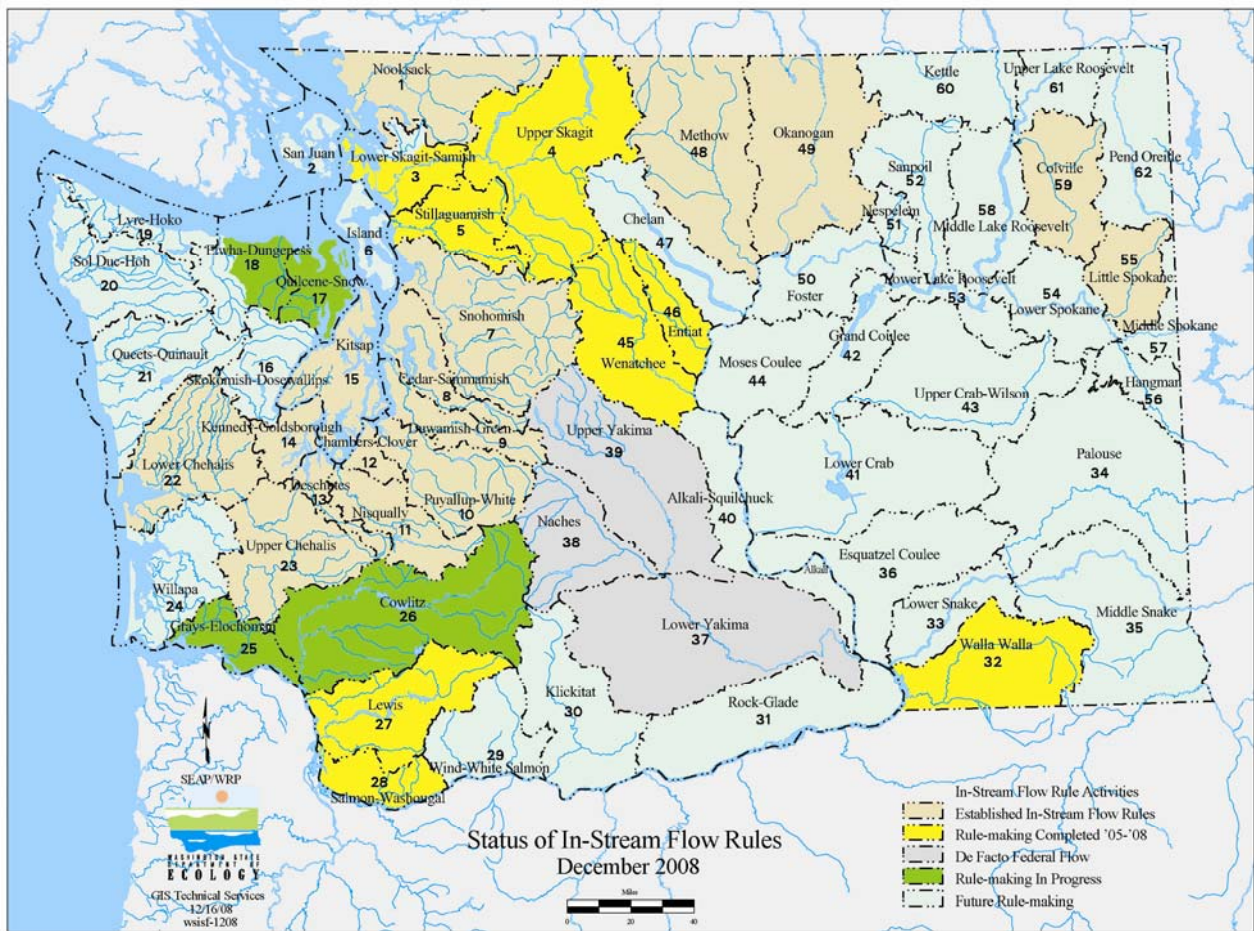 Nooksack
1
San Juan
2
Lower Skagit-Samish
3
Upper Skagit
4
Stillaguamish
5
Island
6
Snohomish
7
Cedar-Sammamish
8
Duwamish-Green
9
Puyallup-White
10
Nisqually
11
Chambers-Clover
12
Deschutes
13
Kennedy-Goldsborough
14
Kitsap
15
Skokomish-Dosewallips
16
Quilcene-Snow
17
Elwha-Dungeness
18
Lyre-Hoko
19
Sol Duc-Hoh
20
Queets-Quinault
21
Lower Chehalis
22
Upper Chehalis
23
Willapa
24
Grays-Elochoman
25
Cowlitz
26
Lewis
27
28
Salmon-Washougal
29
Wind-White Salmon
Klickitat
30
Rock-Glade
31
Walla Walla
32
Lower Snake
33
Palouse
34
Middle Snake
35
Esquatzel Coulee
36
Lower Yakima
37
Naches
38
Upper Yakima
39
Alkali-Squilchuck
40
Alkali
Lower Crab
41
Grand Coulee
42
Upper Crab-Wilson
43
Moses Coulee
44
45
Wenatchee
46
Entiat
Chelan
47
Methow
48
Okanogan
49
50
Foster
Nespelem
51
Sanpoil
52
Lower Lake Roosevelt
53
54
Lower Spokane
55
Little Spokane
Hangman
56
Middle Spokane
57
58
Middle Lake Roosevelt
Colville
59
Kettle
60
Upper Lake Roosevelt
61
Pend Oreille
62
SEAP/WRP
WASHINGTON STATE
DEPARTMENT OF
ECOLOGY
GIS Technical Services
12/16/08
wsisf-1208
Status of In-Stream Flow Rules
December 2008
Miles
0 20 40
In-Stream Flow Rule Activities
Established In-Stream Flow Rules
Rule-making Completed '05-'08
De Facto Federal Flow
Rule-making In Progress
Future Rule-making